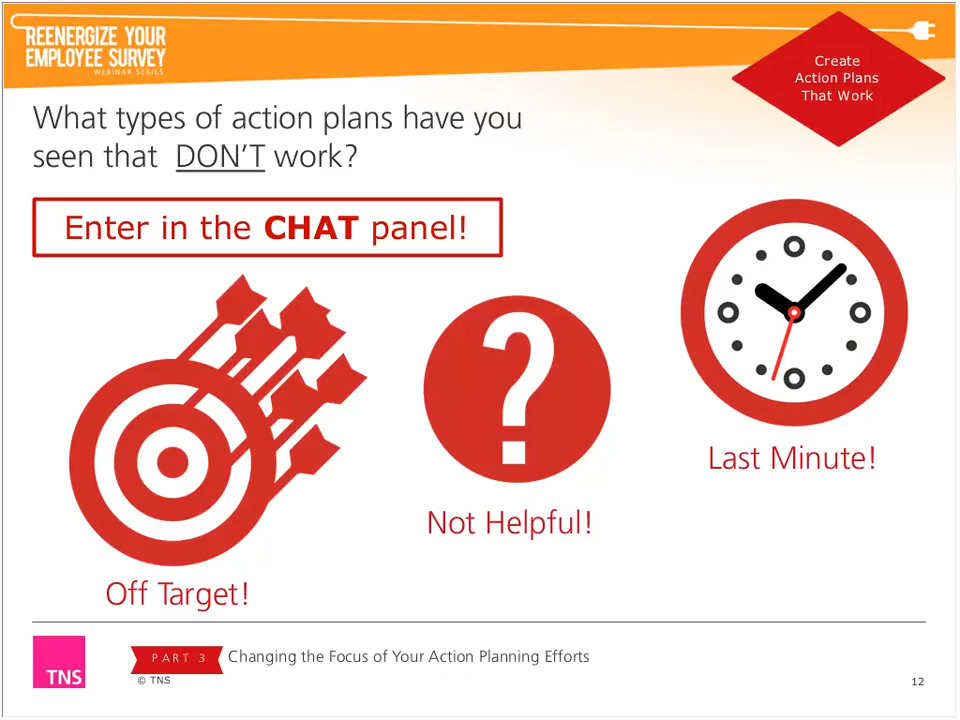 REENERGIZE YOUR
EMPLOYEE SURVEY
WEBINAR SERIES
Create
Action Plans
That Work
What types of action plans have you
seen that DON'T work?
Enter in the CHAT panel!
?
Last Minute!
Not Helpful!
Off Target!
TNS
PART 3
Changing the Focus of Your Action Planning Efforts
© TNS
12